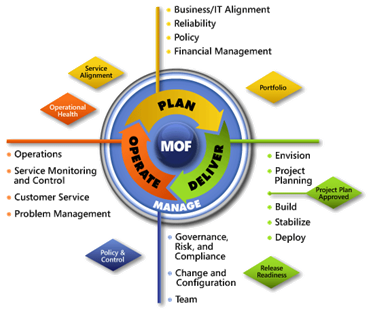 Business/IT Alignment
Reliability
Policy
Financial Management
Service
Alignment
Portfolio
Operational
Health
PLAN
OPERATE
MOF
DELIVER
MANAGE
Operations
Service Monitoring
and Control
Customer Service
Problem Management
Envision
Project
Planning
Project Plan
Approved
Build
Stabilize
Deploy
Policy &
Control
Governance,
Risk, and
Compliance
Change and
Configuration
Team
Release
Readiness